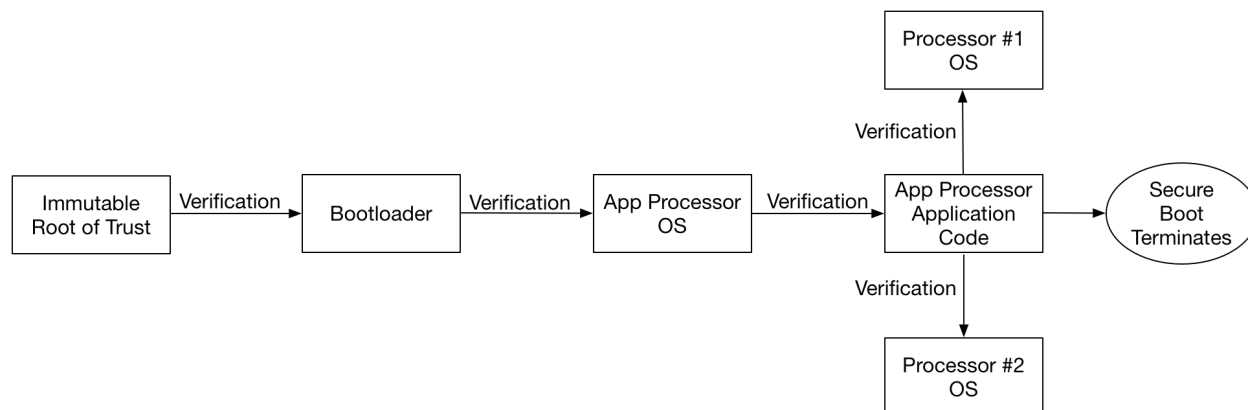 Processor #1
OS
Verification
Immutable
Root of Trust
Verification
Bootloader
Verification
App Processor
OS
Verification
App Processor
Application
Code
Secure
Boot
Terminates
Verification
Processor #2
OS